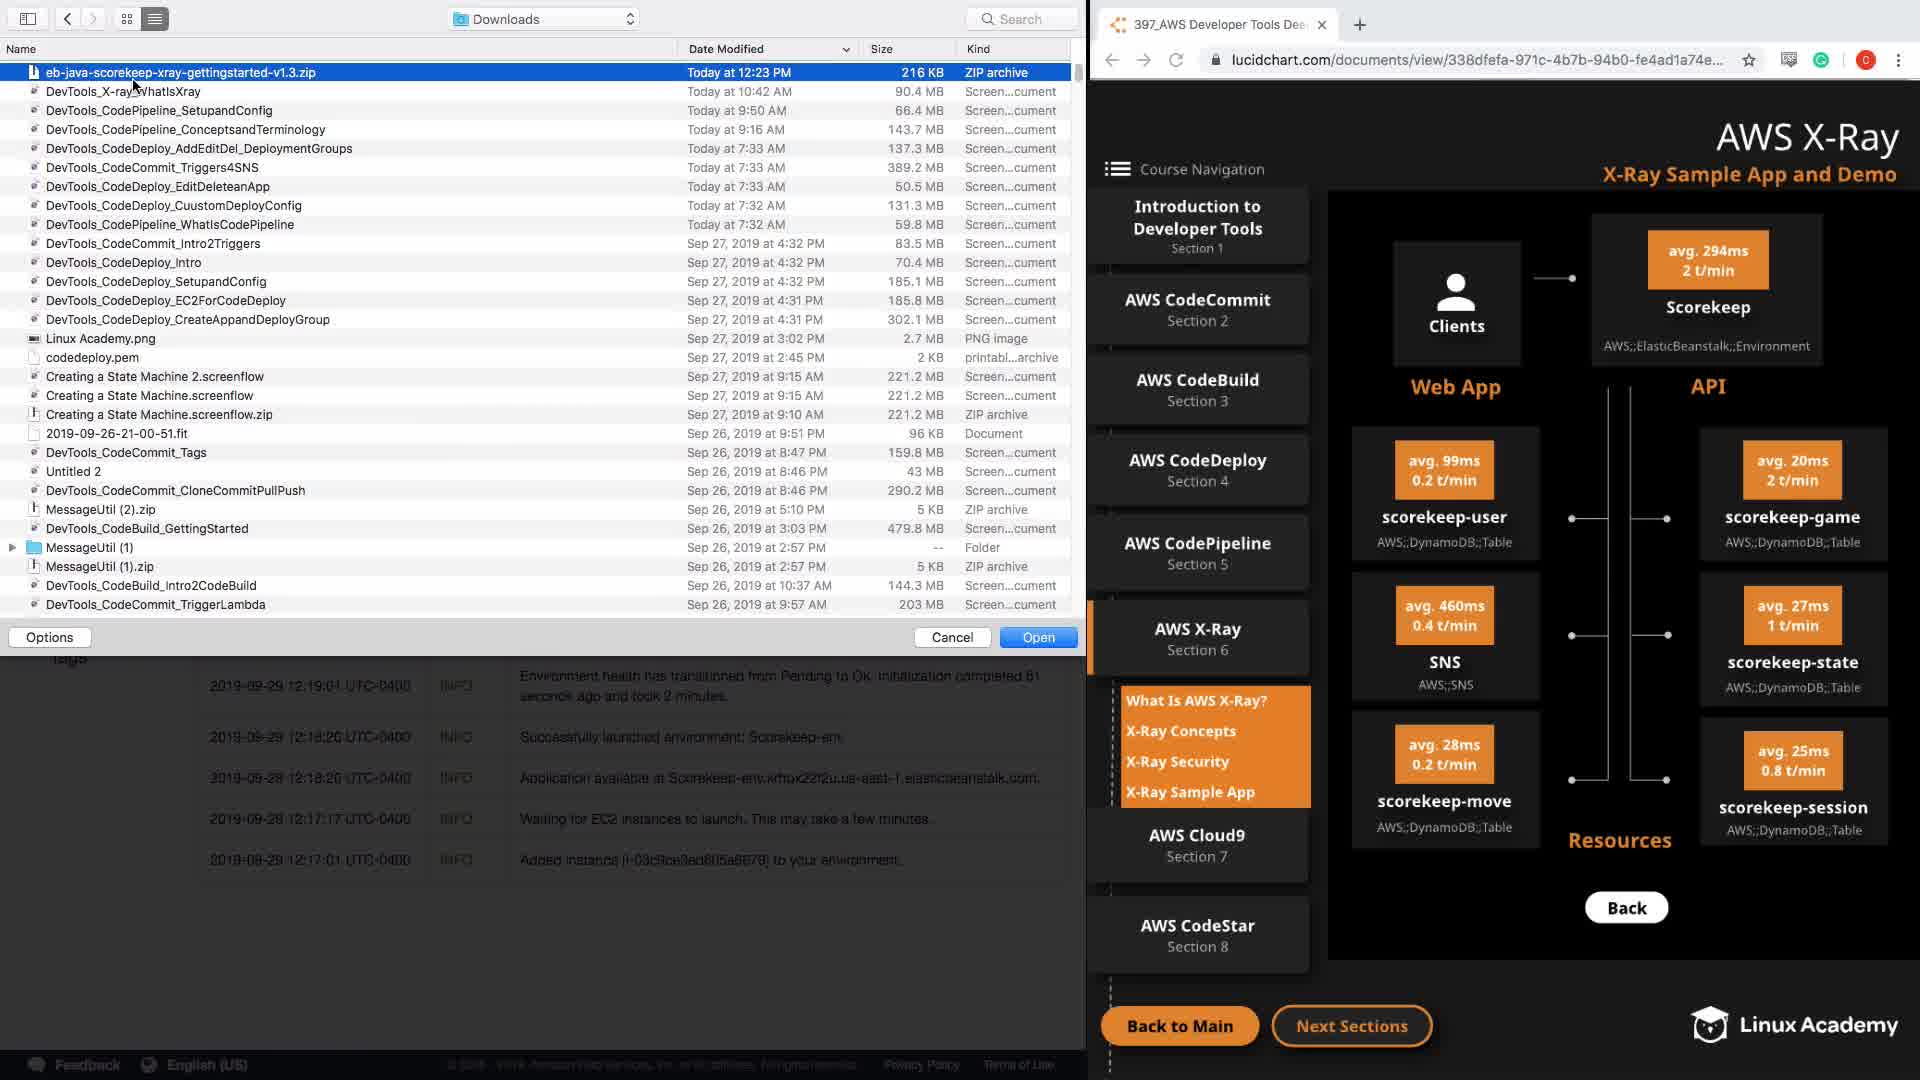 Downloads
Search
Name Date Modified Size Kind
eb-java-scorekeep-xray-gettingstarted-v1.3.zip Today at 12:23 PM 216 KB ZIP archive
DevTools_X-ray_WhatIsXray Today at 10:42 AM 90.4 MB Screen...cument
DevTools_CodePipeline_SetupandConfig Today at 9:50 AM 66.4 MB Screen...cument
DevTools_CodePipeline_ConceptsandTerminology Today at 9:16 AM 143.7 MB Screen...cument
DevTools_CodeDeploy_AddEditDel_DeploymentGroups Today at 7:33 AM 137.3 MB Screen...cument
DevTools_CodeCommit_Triggers4SNS Today at 7:33 AM 389.2 MB Screen...cument
DevTools_CodeDeploy_EditDeleteanApp Today at 7:33 AM 50.5 MB Screen...cument
DevTools_CodeDeploy_CuustomDeployConfig Today at 7:32 AM 131.3 MB Screen...cument
DevTools_CodePipeline_WhatIsCodePipeline Today at 7:32 AM 59.8 MB Screen...cument
DevTools_CodeCommit_Intro2Triggers Sep 27, 2019 at 4:32 PM 83.5 MB Screen...cument
DevTools_CodeDeploy_Intro Sep 27, 2019 at 4:32 PM 70.4 MB Screen...cument
DevTools_CodeDeploy_SetupandConfig Sep 27, 2019 at 4:32 PM 185.1 MB Screen...cument
DevTools_CodeDeploy_EC2ForCodeDeploy Sep 27, 2019 at 4:31 PM 185.8 MB Screen...cument
DevTools_CodeDeploy_CreateAppandDeployGroup Sep 27, 2019 at 4:31 PM 302.1 MB Screen...cument
Linux Academy.png Sep 27, 2019 at 3:02 PM 2.7 MB PNG image
codedeploy.pem Sep 27, 2019 at 2:45 PM 2 KB printabl...archive
Creating a State Machine 2.screenflow Sep 27, 2019 at 9:15 AM 221.2 MB Screen...cument
Creating a State Machine.screenflow Sep 27, 2019 at 9:15 AM 221.2 MB Screen...cument
Creating a State Machine.screenflow.zip Sep 27, 2019 at 9:10 AM 221.2 MB ZIP archive
2019-09-26-21-00-51.fit Sep 26, 2019 at 9:51 PM 96 KB Document
DevTools_CodeCommit_Tags Sep 26, 2019 at 8:47 PM 159.8 MB Screen...cument
Untitled 2 Sep 26, 2019 at 8:46 PM 43 MB Screen...cument
DevTools_CodeCommit_CloneCommitPullPush Sep 26, 2019 at 8:46 PM 290.2 MB Screen...cument
MessageUtil (2).zip Sep 26, 2019 at 5:10 PM 5 KB ZIP archive
DevTools_CodeBuild_GettingStarted Sep 26, 2019 at 3:03 PM 479.8 MB Screen...cument
MessageUtil (1) Sep 26, 2019 at 2:57 PM -- Folder
MessageUtil (1).zip Sep 26, 2019 at 2:57 PM 5 KB ZIP archive
DevTools_CodeBuild_Intro2CodeBuild Sep 26, 2019 at 10:37 AM 144.3 MB Screen...cument
DevTools_CodeCommit_TriggerLambda Sep 26, 2019 at 9:57 AM 203 MB Screen...cument
Options Cancel Open
Tags
2019-09-29 12:19:01 UTC-0400 INFO Environment health has transitioned from Pending to Ok. Initialization completed 61
seconds ago and took 2 minutes.
2019-09-29 12:18:26 UTC-0400 INFO Successfully launched environment: Scorekeep-env
2019-09-29 12:18:26 UTC-0400 INFO Application available at
2019-09-29 12:17:17 UTC-0400 INFO Waiting for EC2 instances to launch. This may take a few minutes.
2019-09-29 12:17:01 UTC-0400 INFO Added instance to your environment.
Feedback English (US) Privacy Policy Terms of Use
397_AWS Developer Tools Dee
lucidchart.com/documents/view/338dfefa-971c-4b7b-94b0-fe4ad1a74e...
C
AWS X-Ray
X-Ray Sample App and Demo
Course Navigation
Introduction to
Developer Tools
Section 1
AWS CodeCommit
Section 2
AWS CodeBuild
Section 3
AWS CodeDeploy
Section 4
AWS CodePipeline
Section 5
AWS X-Ray
Section 6
What Is AWS X-Ray?
X-Ray Concepts
X-Ray Security
X-Ray Sample App
AWS Cloud9
Section 7
AWS CodeStar
Section 8
Clients
Web App
avg. 294ms
2 t/min
Scorekeep
AWS;;ElasticBeanstalk;;Environment
API
avg. 99ms
0.2 t/min
scorekeep-user
AWS;;DynamoDB;;Table
avg. 20ms
2 t/min
scorekeep-game
AWS;;DynamoDB;;Table
avg. 460ms
0.4 t/min
SNS
AWS;;SNS
avg. 27ms
1 t/min
scorekeep-state
AWS;;DynamoDB;;Table
avg. 28ms
0.2 t/min
scorekeep-move
AWS;;DynamoDB;;Table
avg. 25ms
0.8 t/min
scorekeep-session
AWS;;DynamoDB;;Table
Resources
Back
Back to Main
Next Sections
Linux Academy